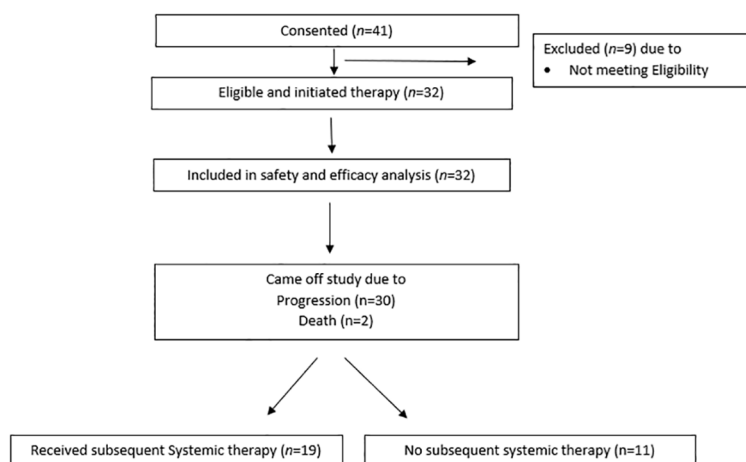 Consented (n=41)
Excluded (n=9) due to
• Not meeting Eligibility
Eligible and initiated therapy (n=32)
Included in safety and efficacy analysis (n=32)
Came off study due to
Progression (n=30)
Death (n=2)
Received subsequent Systemic therapy (n=19)
No subsequent systemic therapy (n=11)